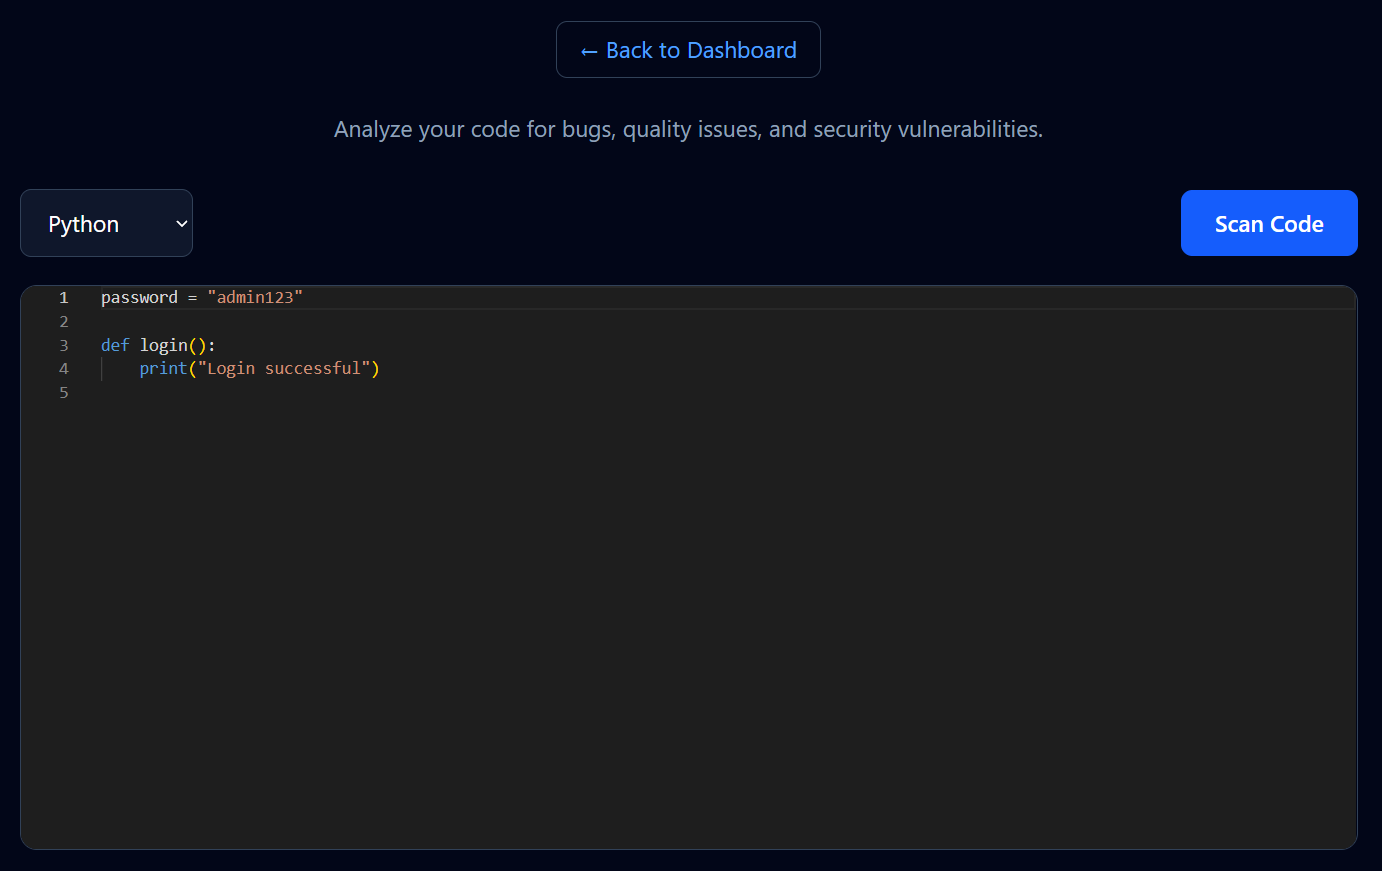 ← Back to Dashboard
Analyze your code for bugs, quality issues, and security vulnerabilities.
Python
Scan Code
1 password = "admin123"
2
3 def login():
4     print("Login successful")
5